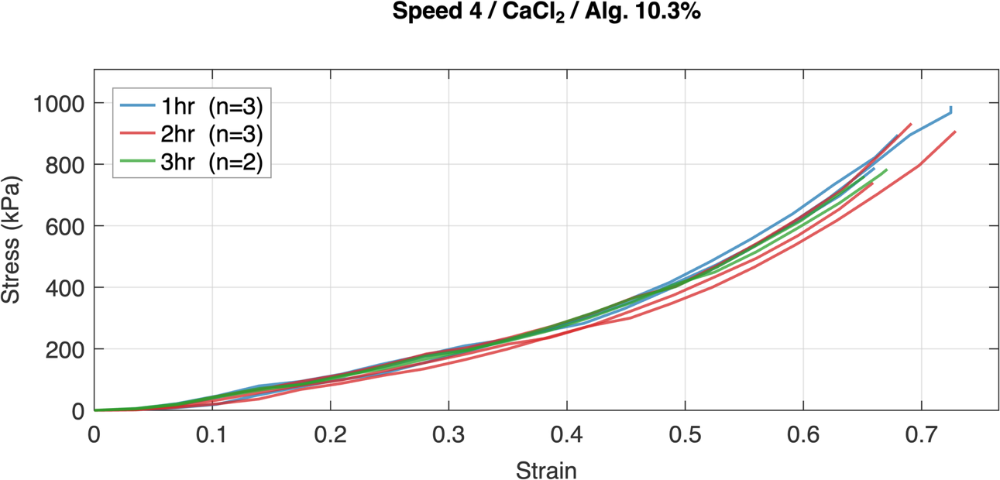 Speed 4 / CaCl₂ / Alg. 10.3%
1hr (n=3)
2hr (n=3)
3hr (n=2)
Stress (kPa)
1000
800
600
400
200
0
0 0.1 0.2 0.3 0.4 0.5 0.6 0.7
Strain